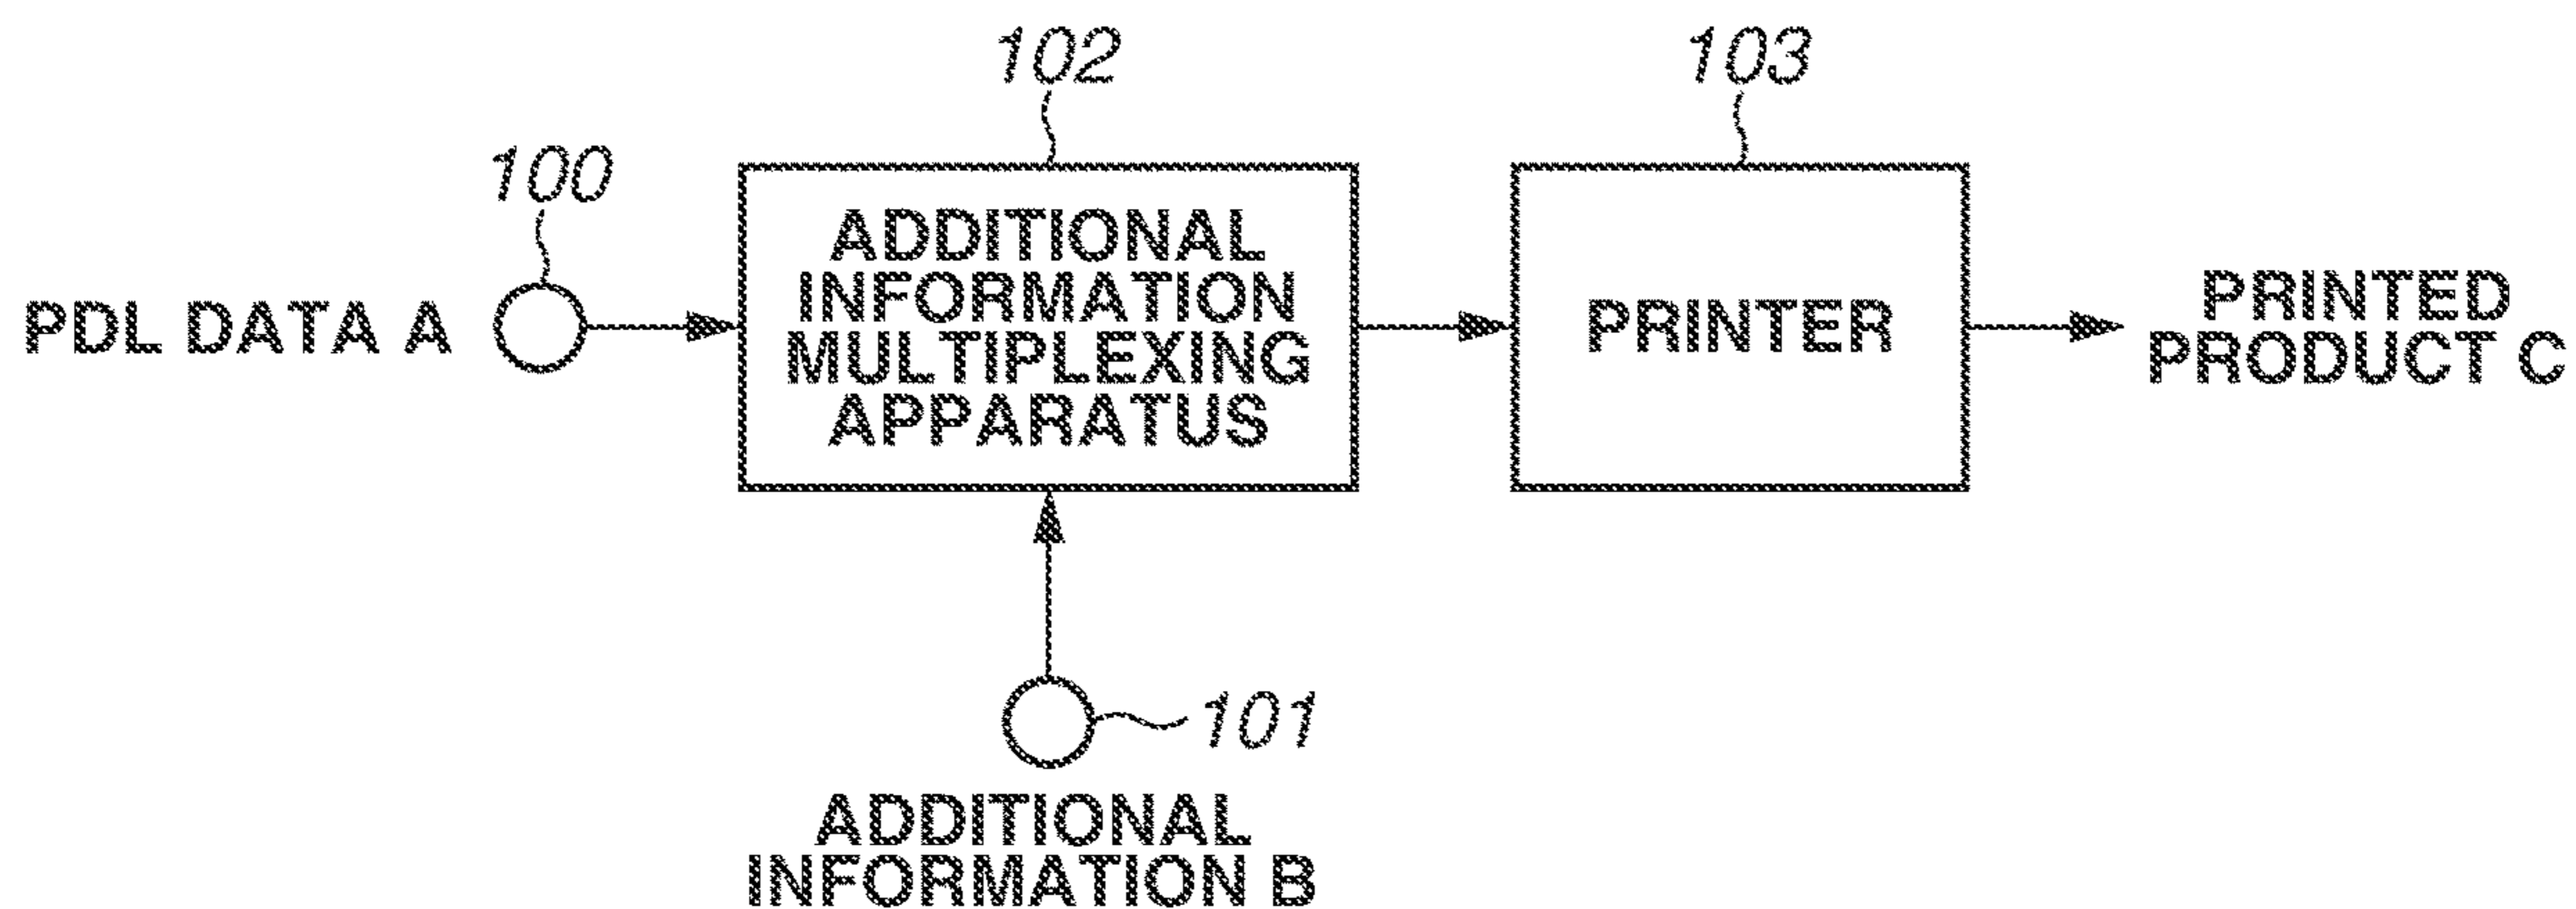 102
103
100
PDL DATA A
ADDITIONAL
INFORMATION
MULTIPLEXING
APPARATUS
PRINTER
PRINTED
PRODUCT C
101
ADDITIONAL
INFORMATION B